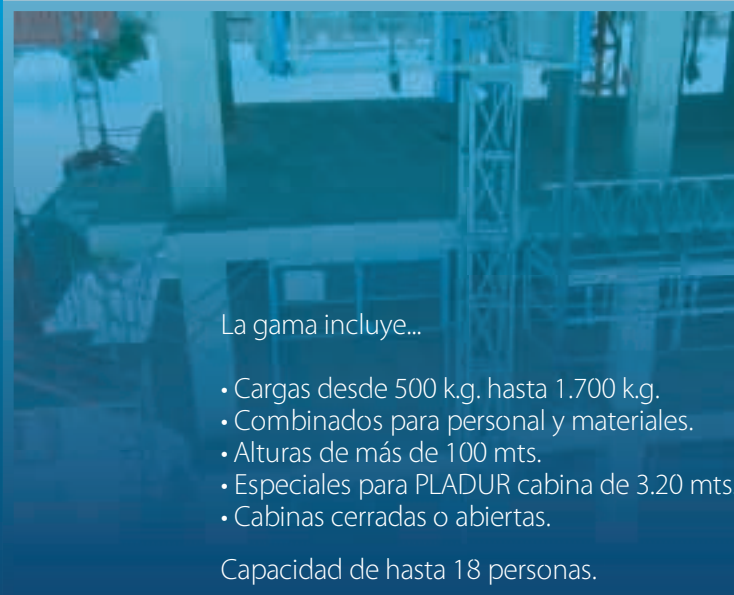 La gama incluye...
• Cargas desde 500 k.g. hasta 1.700 k.g.
• Combinados para personal y materiales.
• Alturas de más de 100 mts.
• Especiales para PLADUR cabina de 3.20 mts
• Cabinas cerradas o abiertas.
Capacidad de hasta 18 personas.